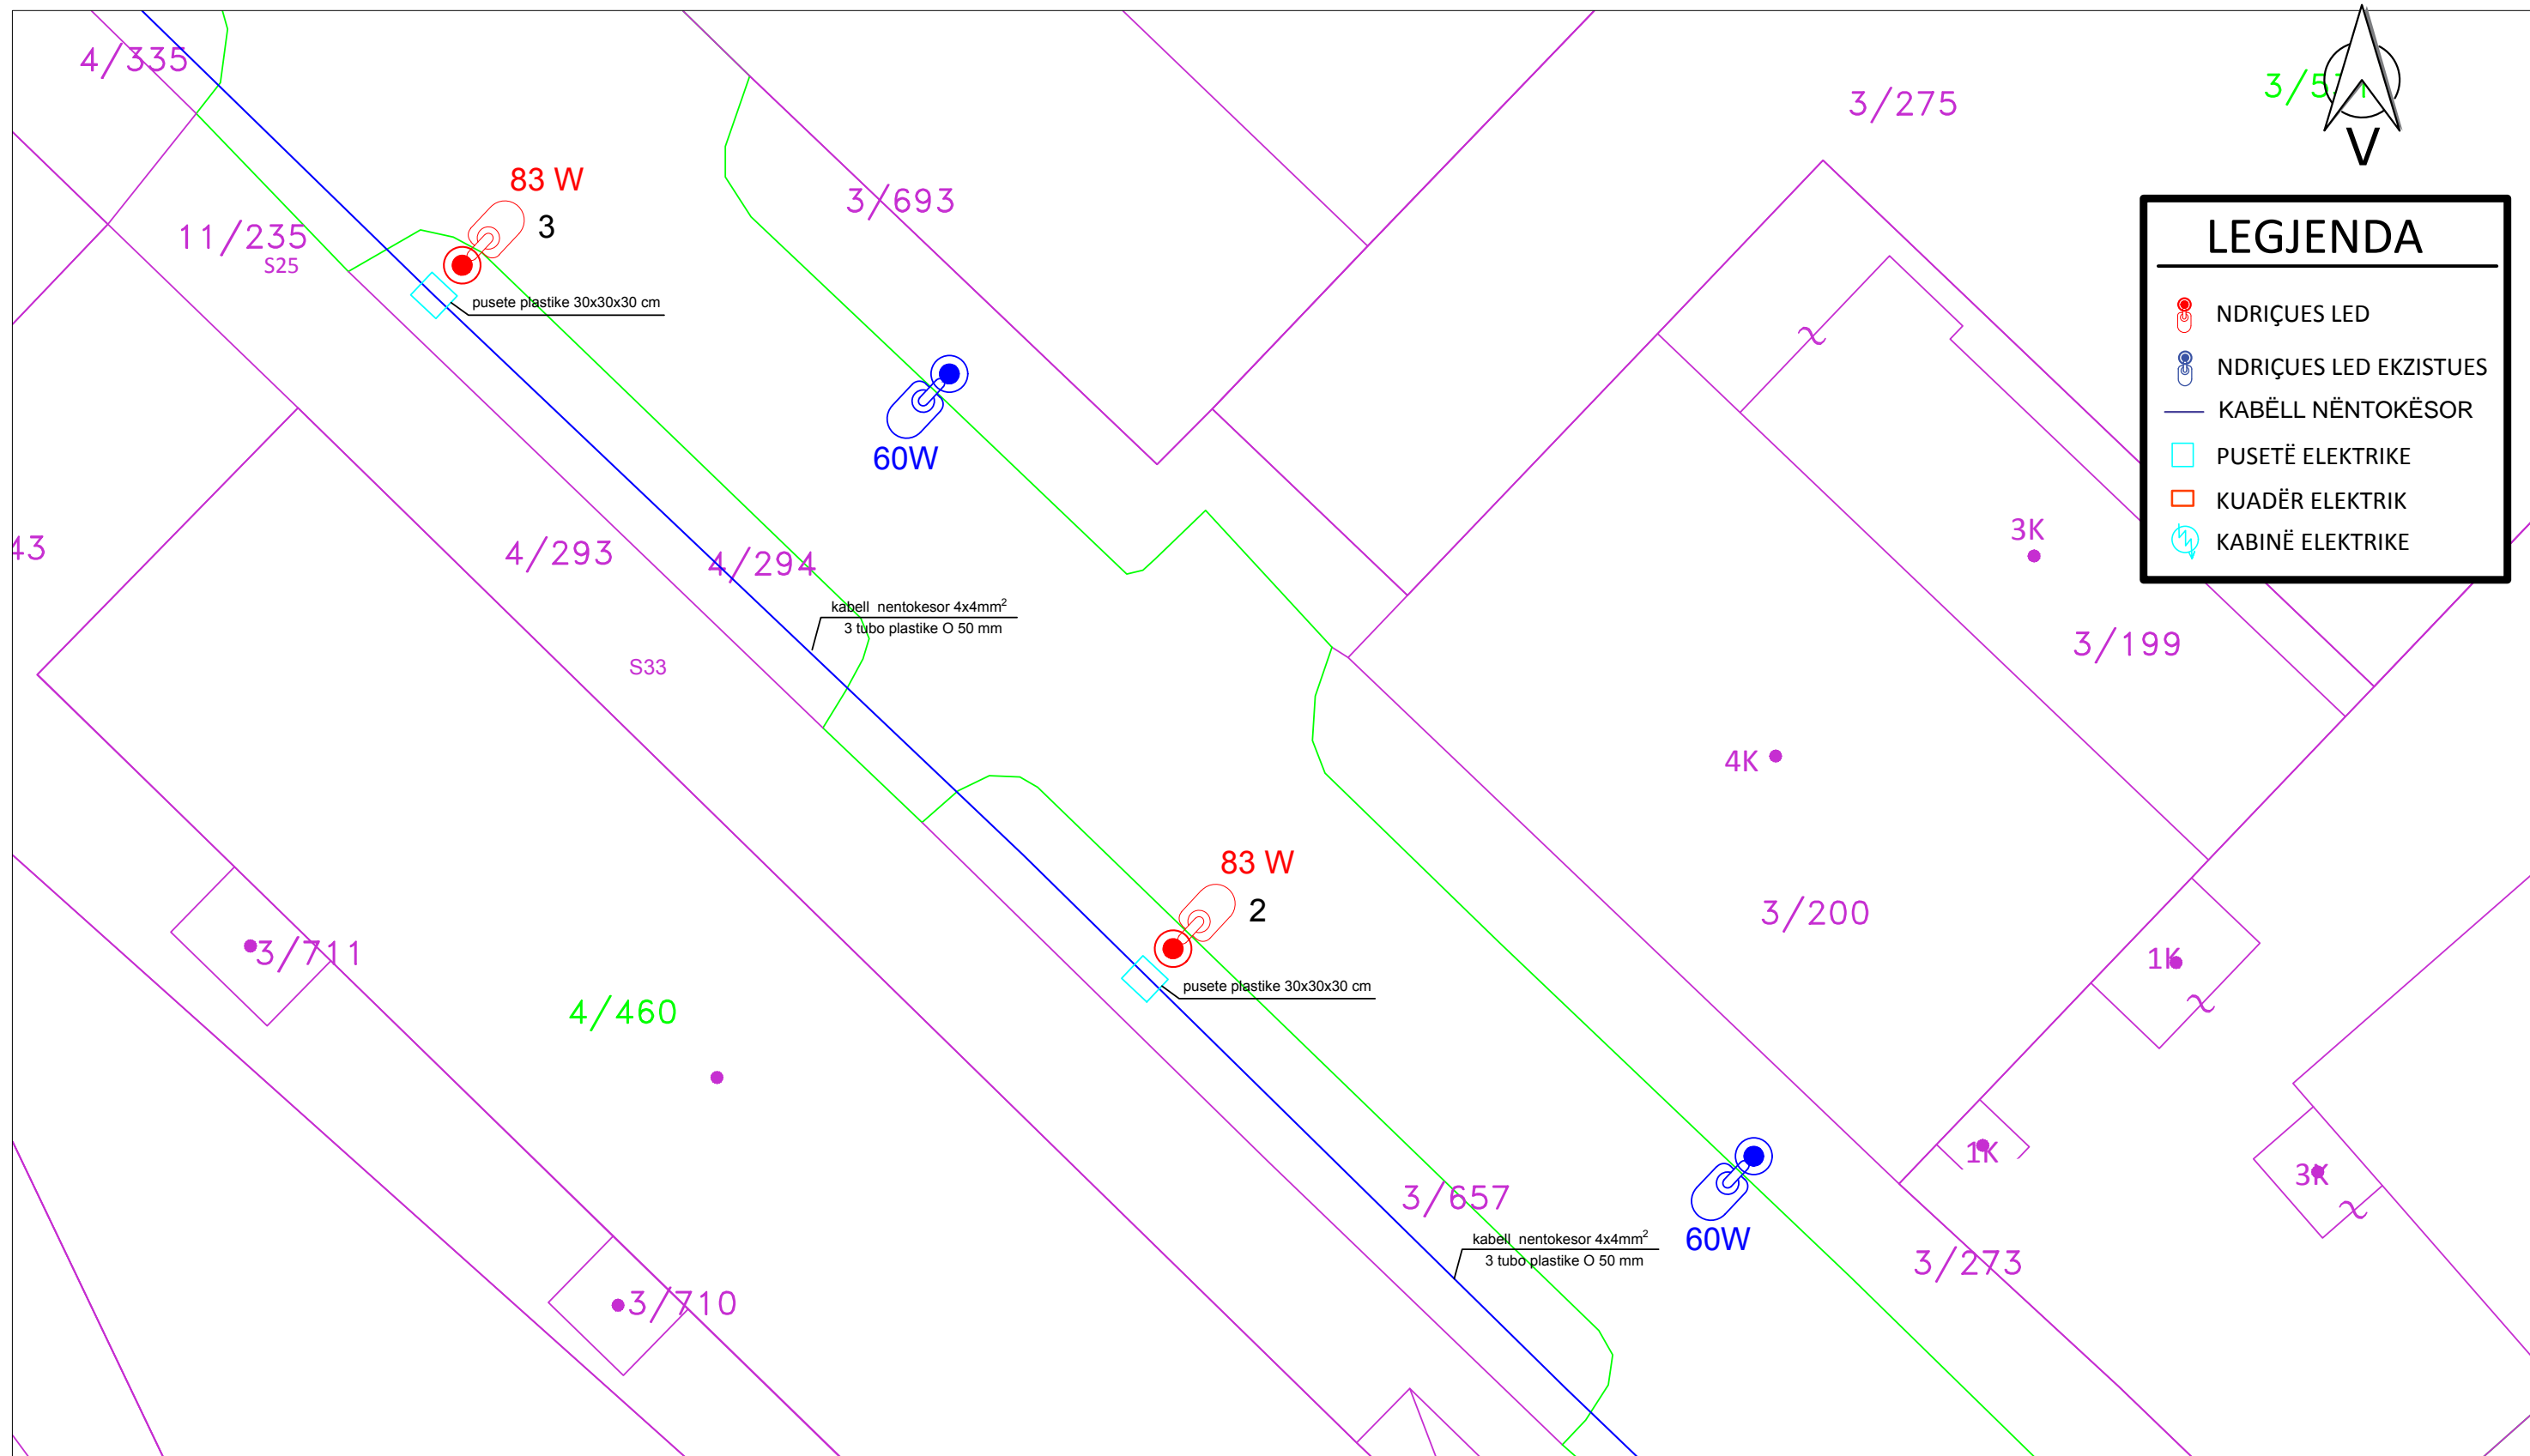 4/335
3/275
V
83 W
3
3/693
11/235
S25
pusete plastike 30x30x30 cm
LEGJENDA
NDRIÇUES LED
NDRIÇUES LED EKZISTUES
KABËLL NËNTOKËSOR
PUSETË ELEKTRIKE
KUADËR ELEKTRIK
KABINË ELEKTRIKE
60W
43
4/293
4/294
3K
kabell nentokesor 4x4mm²
3 tubo plastike O 50 mm
3/199
S33
4K
83 W
2
3/200
3/711
1K
pusete plastike 30x30x30 cm
4/460
1K
3K
3/657
60W
kabell nentokesor 4x4mm²
3 tubo plastike O 50 mm
3/273
3/710